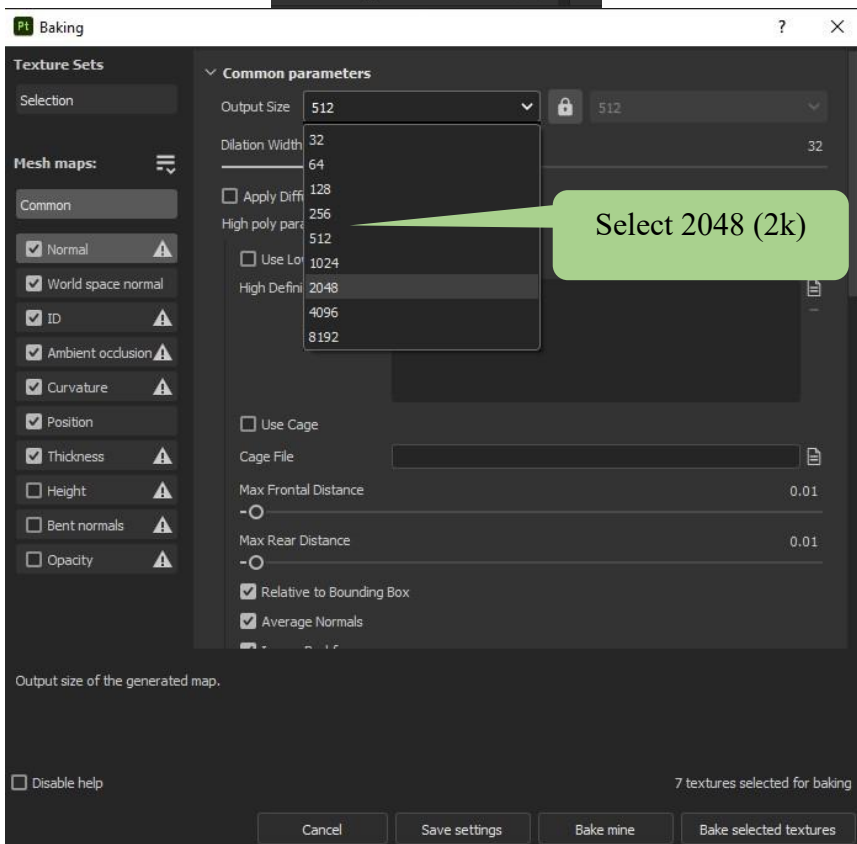 Pt Baking ? X
Texture Sets
Selection
Mesh maps:
Common
Normal
World space normal
ID
Ambient occlusion
Curvature
Position
Thickness
Height
Bent normals
Opacity
Common parameters
Output Size 512 512
Dilation Width 32
32
64
128
256
512
1024
2048
4096
8192
Apply Diff
High poly para
Use Lo
High Defini
Select 2048 (2k)
Use Cage
Cage File
Max Frontal Distance 0.01
Max Rear Distance 0.01
Relative to Bounding Box
Average Normals
Output size of the generated map.
Disable help
7 textures selected for baking
Cancel Save settings Bake mine Bake selected textures